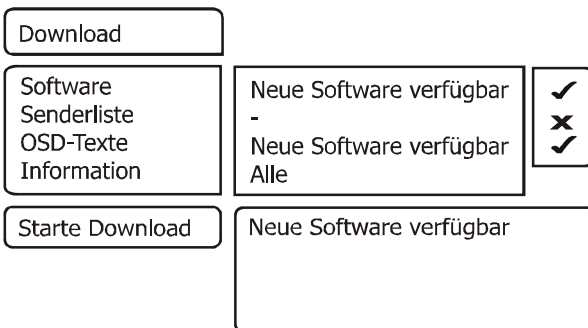 Download
Software Neue Software verfügbar ✓
Senderliste - ✗
OSD-Texte Neue Software verfügbar ✓
Information Alle
Starte Download Neue Software verfügbar